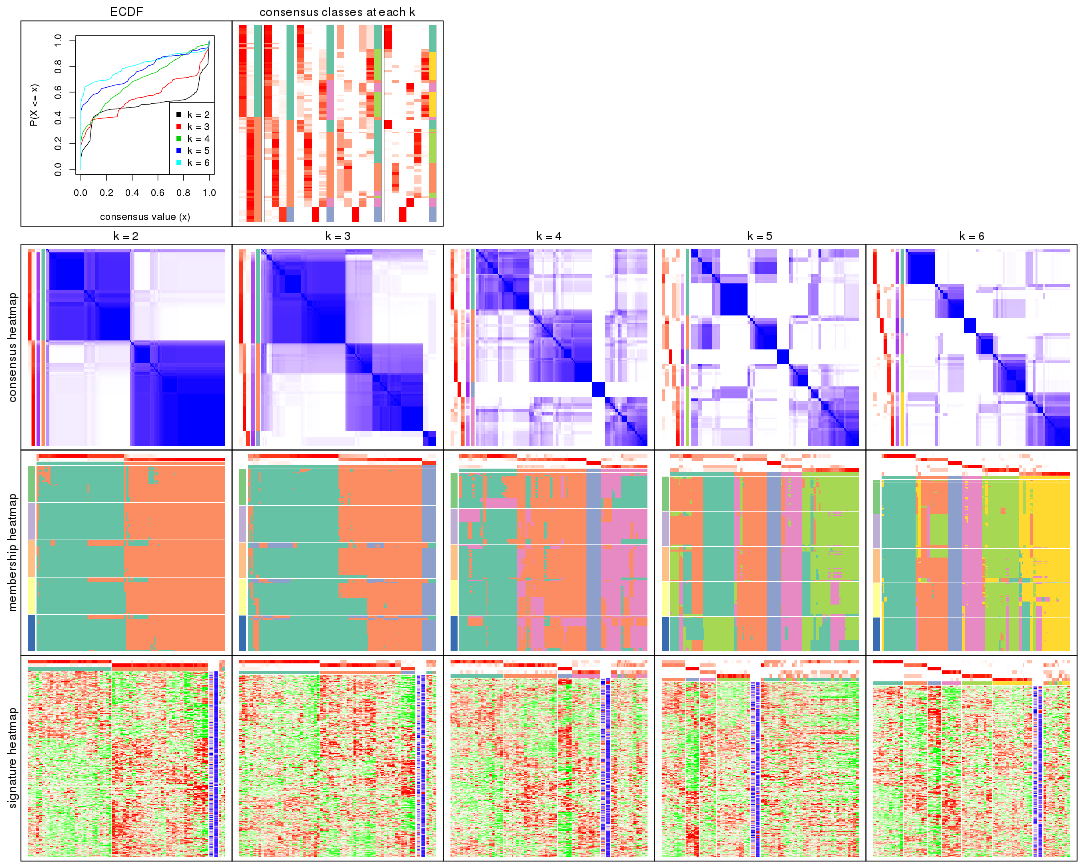 ECDF
consensus classes at each k
P(X <= x)
0.0 0.2 0.4 0.6 0.8 1.0
k = 2
k = 3
k = 4
k = 5
k = 6
0.0 0.2 0.4 0.6 0.8 1.0
consensus value (x)
k = 2
k = 3
k = 4
k = 5
k = 6
consensus heatmap
membership heatmap
signature heatmap